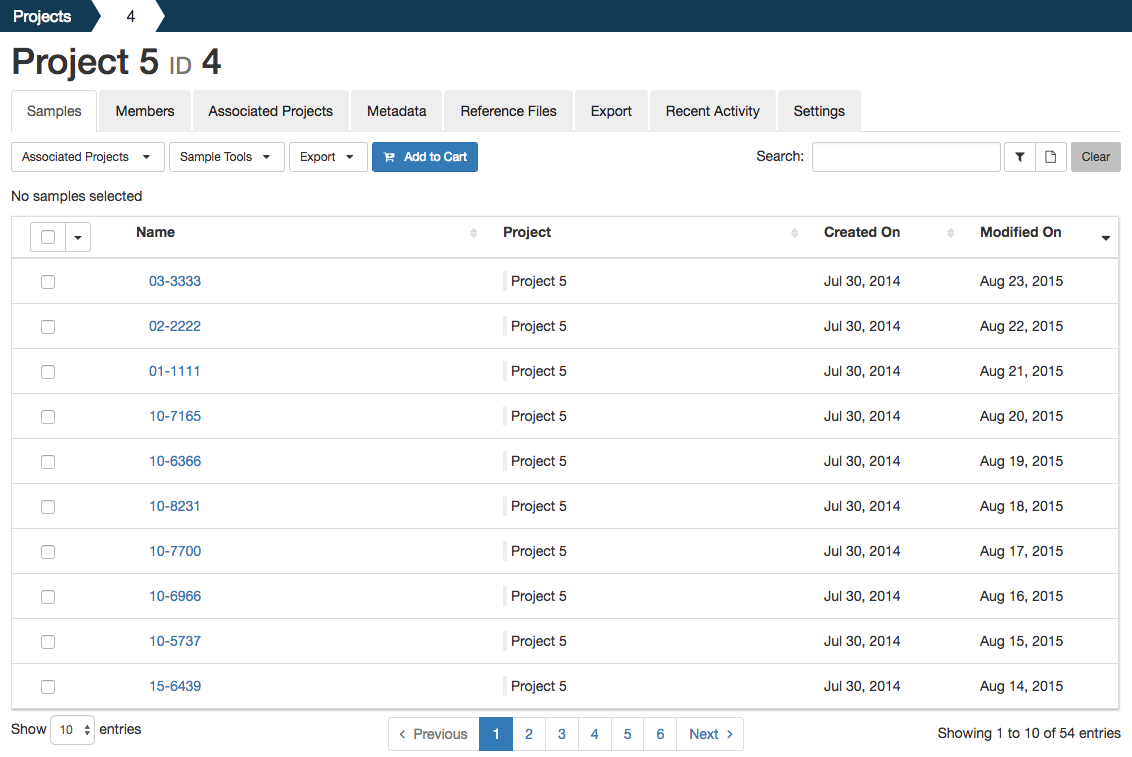 Projects 4
Project 5 ID 4
Samples Members Associated Projects Metadata Reference Files Export Recent Activity Settings
Associated Projects Sample Tools Export Add to Cart Search: Clear
No samples selected
Name Project Created On Modified On
03-3333 Project 5 Jul 30, 2014 Aug 23, 2015
02-2222 Project 5 Jul 30, 2014 Aug 22, 2015
01-1111 Project 5 Jul 30, 2014 Aug 21, 2015
10-7165 Project 5 Jul 30, 2014 Aug 20, 2015
10-6366 Project 5 Jul 30, 2014 Aug 19, 2015
10-8231 Project 5 Jul 30, 2014 Aug 18, 2015
10-7700 Project 5 Jul 30, 2014 Aug 17, 2015
10-6966 Project 5 Jul 30, 2014 Aug 16, 2015
10-5737 Project 5 Jul 30, 2014 Aug 15, 2015
15-6439 Project 5 Jul 30, 2014 Aug 14, 2015
Show 10 entries Previous 1 2 3 4 5 6 Next Showing 1 to 10 of 54 entries